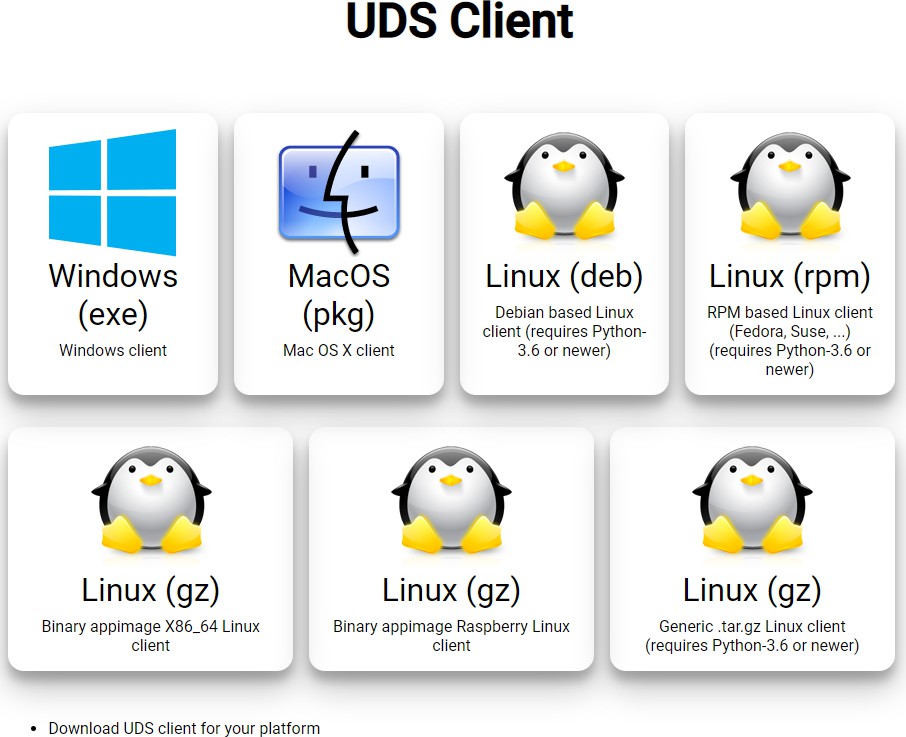 UDS Client
Windows
(exe)
Windows client
MacOS
(pkg)
Mac OS X client
Linux (deb)
Debian based Linux
client (requires Python-
3.6 or newer)
Linux (rpm)
RPM based Linux client
(Fedora, Suse, ...)
(requires Python-3.6 or
newer)
Linux (gz)
Binary appimage X86_64 Linux
client
Linux (gz)
Binary appimage Raspberry Linux
client
Linux (gz)
Generic .tar.gz Linux client
(requires Python-3.6 or newer)
• Download UDS client for your platform